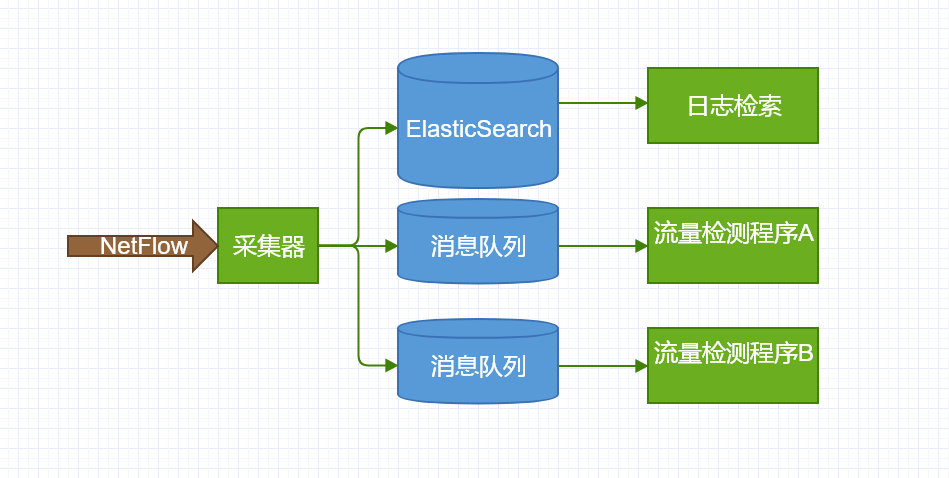 ElasticSearch
日志检索
NetFlow
采集器
消息队列
流量检测程序A
消息队列
流量检测程序B